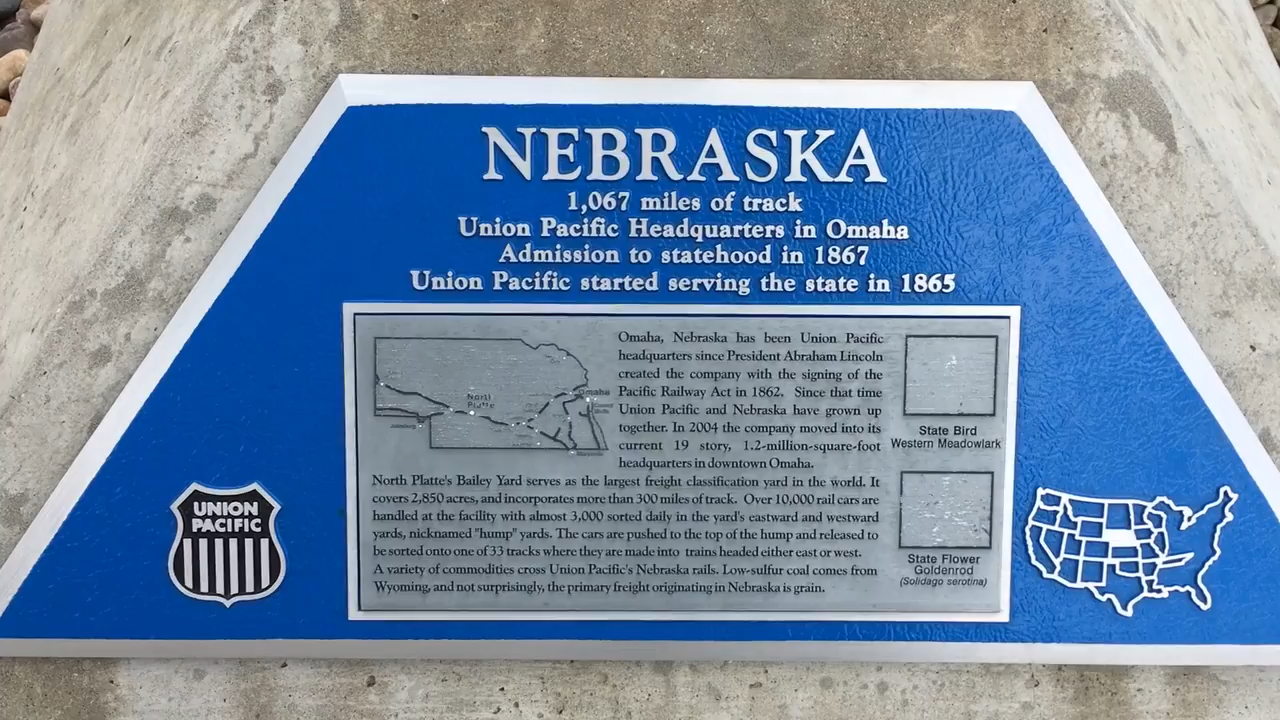 NEBRASKA
1,067 miles of track
Union Pacific Headquarters in Omaha
Admission to statehood in 1867
Union Pacific started serving the state in 1865
Omaha, Nebraska has been Union Pacific
headquarters since President Abraham Lincoln
created the company with the signing of the
Pacific Railway Act in 1862. Since that time
Union Pacific and Nebraska have grown up
together. In 2004 the company moved into its
current 19 story, 1.2-million-square-foot
headquarters in downtown Omaha.
North
Platte
Omaha
State Bird
Western Meadowlark
North Platte's Bailey Yard serves as the largest freight classification yard in the world. It
covers 2,850 acres, and incorporates more than 300 miles of track. Over 10,000 rail cars are
handled at the facility with almost 3,000 sorted daily in the yard's eastward and westward
yards, nicknamed "hump" yards. The cars are pushed to the top of the hump and released to
be sorted onto one of 33 tracks where they are made into trains headed either east or west.
A variety of commodities cross Union Pacific's Nebraska rails. Low-sulfur coal comes from
Wyoming, and not surprisingly, the primary freight originating in Nebraska is grain.
State Flower
Goldenrod
(Solidago serotina)
UNION
PACIFIC